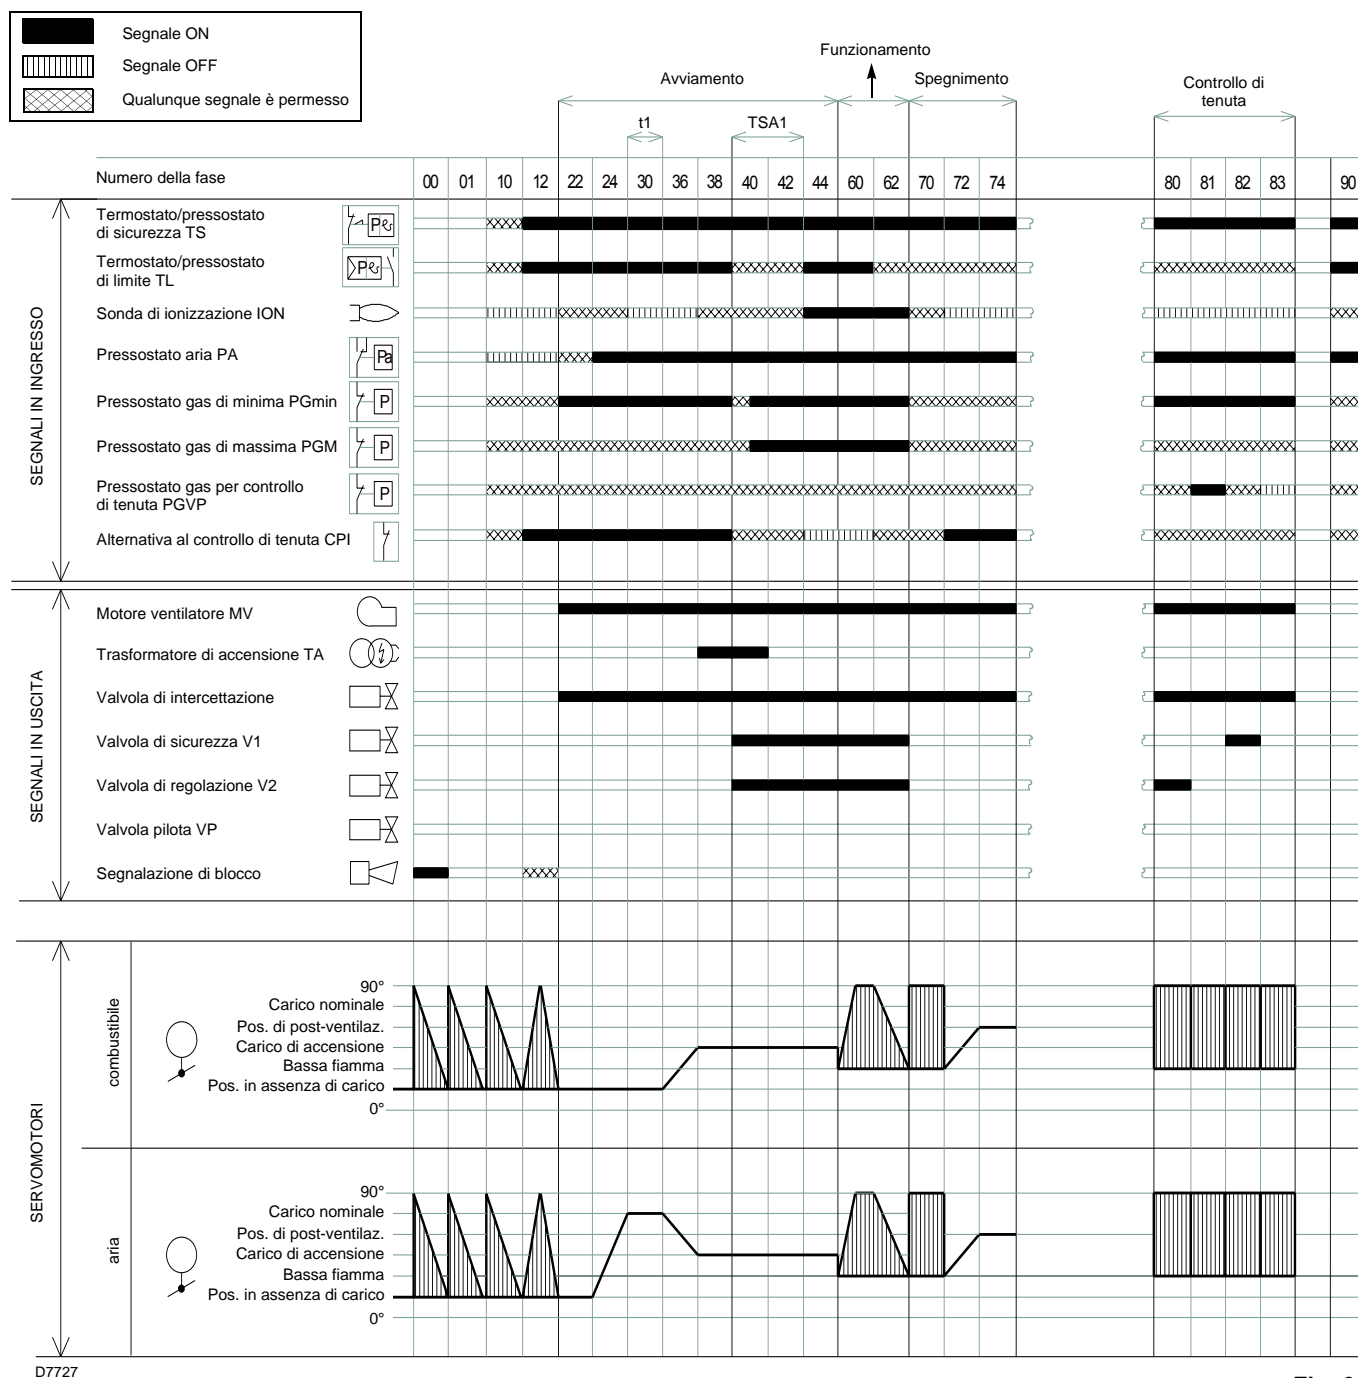 Segnale ON
Segnale OFF
Qualunque segnale è permesso
Funzionamento
Avviamento
Spegnimento
Controllo di
tenuta
t1
TSA1
Numero della fase
00 01 10 12 22 24 30 36 38 40 42 44 60 62 70 72 74 80 81 82 83 90
SEGNALI IN INGRESSO
Termostato/pressostato
di sicurezza TS
P
Termostato/pressostato
di limite TL
P
Sonda di ionizzazione ION
Pressostato aria PA
Pa
Pressostato gas di minima PGmin
P
Pressostato gas di massima PGM
P
Pressostato gas per controllo
di tenuta PGVP
P
Alternativa al controllo di tenuta CPI
SEGNALI IN USCITA
Motore ventilatore MV
Trasformatore di accensione TA
Valvola di intercettazione
Valvola di sicurezza V1
Valvola di regolazione V2
Valvola pilota VP
Segnalazione di blocco
SERVOMOTORI
combustibile
90°
Carico nominale
Pos. di post-ventilaz.
Carico di accensione
Bassa fiamma
Pos. in assenza di carico
0°
aria
90°
Carico nominale
Pos. di post-ventilaz.
Carico di accensione
Bassa fiamma
Pos. in assenza di carico
0°
D7727